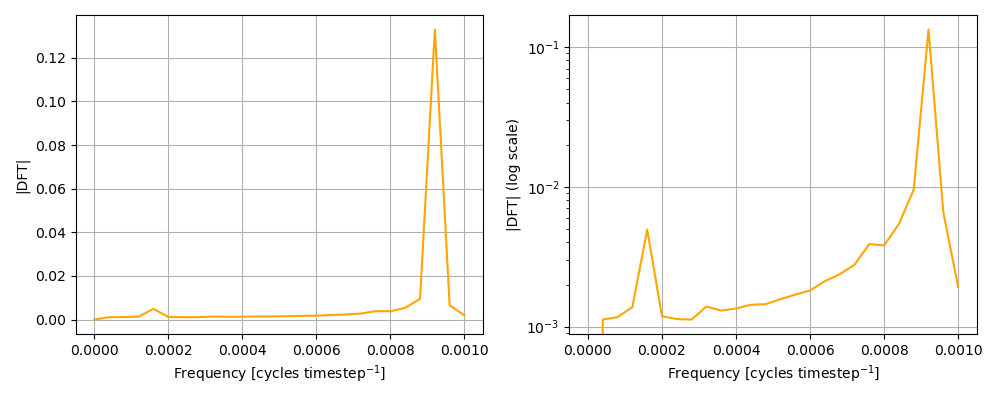 |DFT|
0.12
0.10
0.08
0.06
0.04
0.02
0.00
0.0000 0.0002 0.0004 0.0006 0.0008 0.0010
Frequency [cycles timestep⁻¹]
|DFT| (log scale)
10⁻¹
10⁻²
10⁻³
0.0000 0.0002 0.0004 0.0006 0.0008 0.0010
Frequency [cycles timestep⁻¹]